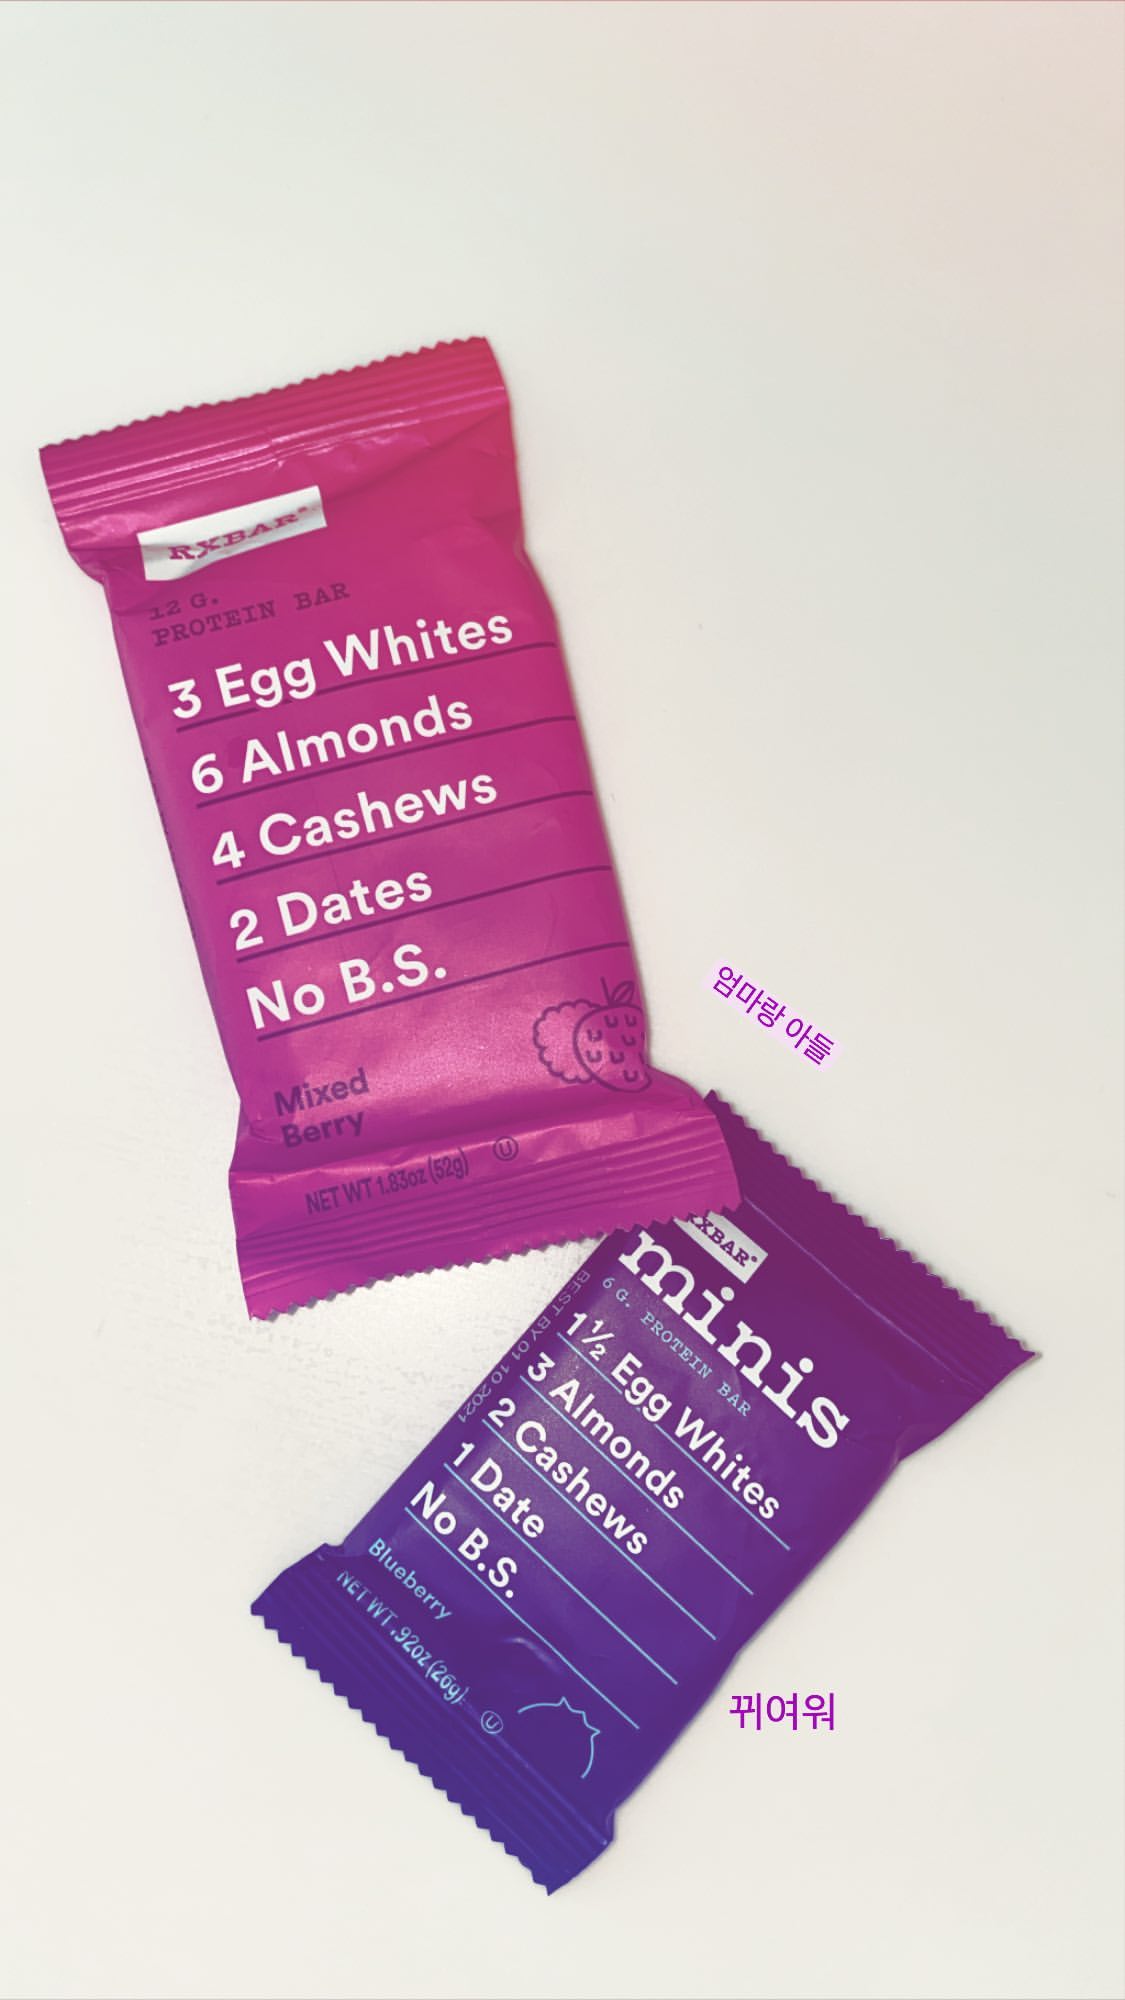 RXBAR®
12 G.
PROTEIN BAR
3 Egg Whites
6 Almonds
4 Cashews
2 Dates
No B.S.
Mixed
Berry
NET WT 1.83oz (52g)
U
엄마랑 아들
RXBAR®
minis
6 G. PROTEIN BAR
1½ Egg Whites
3 Almonds
2 Cashews
1 Date
No B.S.
Blueberry
NET WT .92oz (26g)
U
BEST BY 01 10 2021
뀌여워